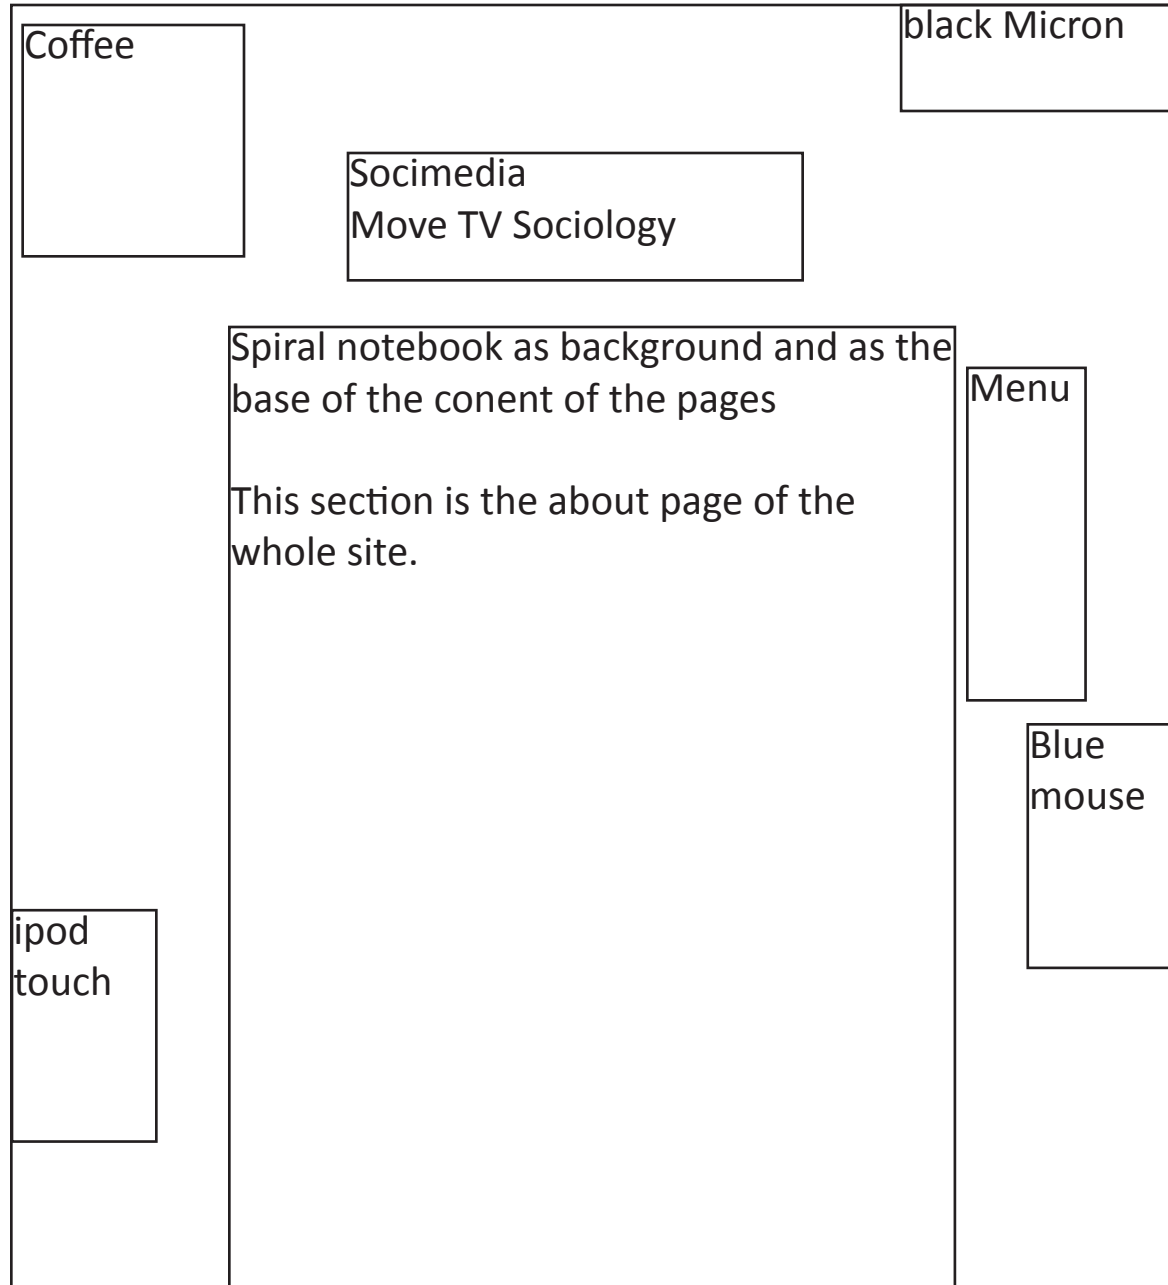 Coffee
black Micron
Socimedia
Move TV Sociology
Spiral notebook as background and as the
base of the conent of the pages
This section is the about page of the
whole site.
Menu
Blue
mouse
ipod
touch